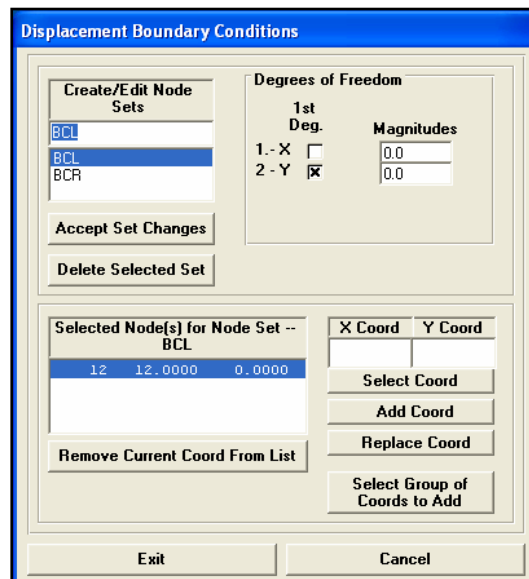 Displacement Boundary Conditions
Create/Edit Node
Sets
BCL
BCL
BCR
Accept Set Changes
Delete Selected Set
Degrees of Freedom
1st
Deg.
Magnitudes
1.- X
0.0
2 - Y
0.0
Selected Node(s) for Node Set --
BCL
12 12.0000 0.0000
Remove Current Coord From List
X Coord Y Coord
Select Coord
Add Coord
Replace Coord
Select Group of
Coords to Add
Exit
Cancel